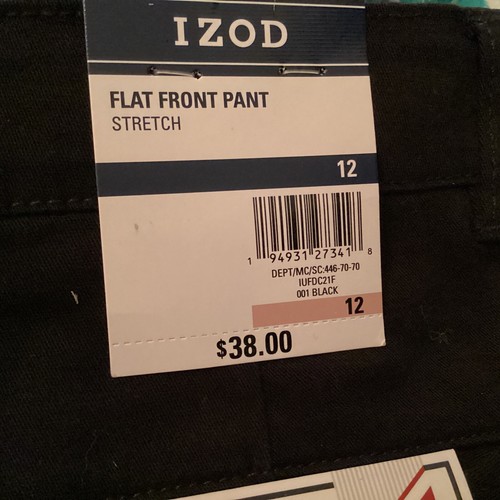 IZOD
FLAT FRONT PANT
STRETCH
12
1 94931 27341 8
DEPT/MC/SC:446-70-70
IUFDC21F
001 BLACK
12
$38.00